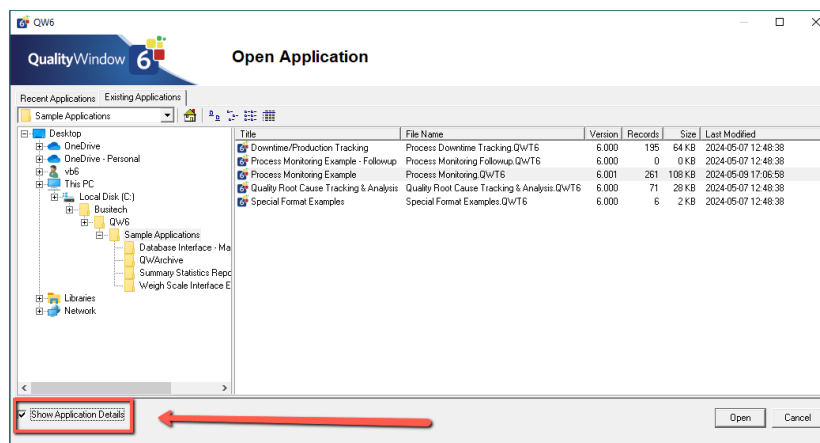 QW6
QualityWindow 6
Open Application
Recent Applications Existing Applications
Sample Applications
Title File Name Version Records Size Last Modified
Downtime/Production Tracking Process Downtime Tracking.QWT6 6.000 195 64 KB 2024-05-07 12:48:38
Process Monitoring Example - Followup Process Monitoring Followup.QWT6 6.000 0 0 KB 2024-05-07 12:48:38
Process Monitoring Example Process Monitoring.QWT6 6.001 261 108 KB 2024-05-09 17:06:58
Quality Root Cause Tracking & Analysis Quality Root Cause Tracking & Analysis.QWT6 6.000 71 28 KB 2024-05-07 12:48:38
Special Format Examples Special Format Examples.QWT6 6.000 6 2 KB 2024-05-07 12:48:38
Desktop
OneDrive
OneDrive - Personal
vb6
This PC
Local Disk (C:)
Busitech
QW6
Sample Applications
Database Interface - Ma
QWArchive
Summary Statistics Repo
Weigh Scale Interface E
Libraries
Network
Show Application Details
Open Cancel